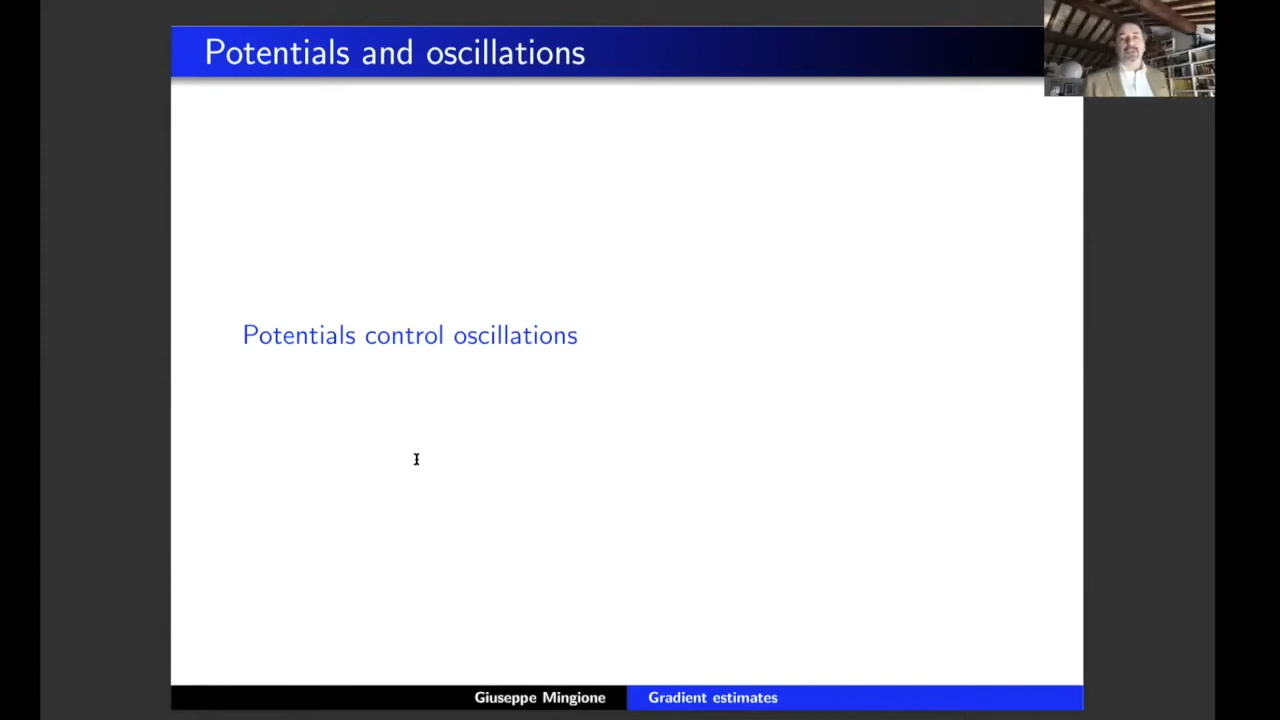 Potentials and oscillations
Potentials control oscillations
Giuseppe Mingione
Gradient estimates